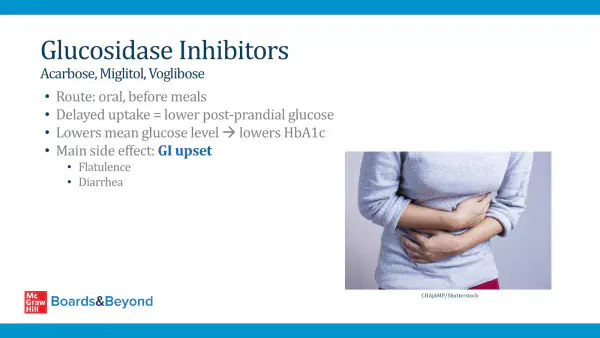 Glucosidase Inhibitors
Acarbose, Miglitol, Voglibose
• Route: oral, before meals
• Delayed uptake = lower post-prandial glucose
• Lowers mean glucose level → lowers HbA1c
• Main side effect: GI upset
• Flatulence
• Diarrhea
CHAjAMP/Shutterstock
Mc
Graw
Hill
Boards&Beyond